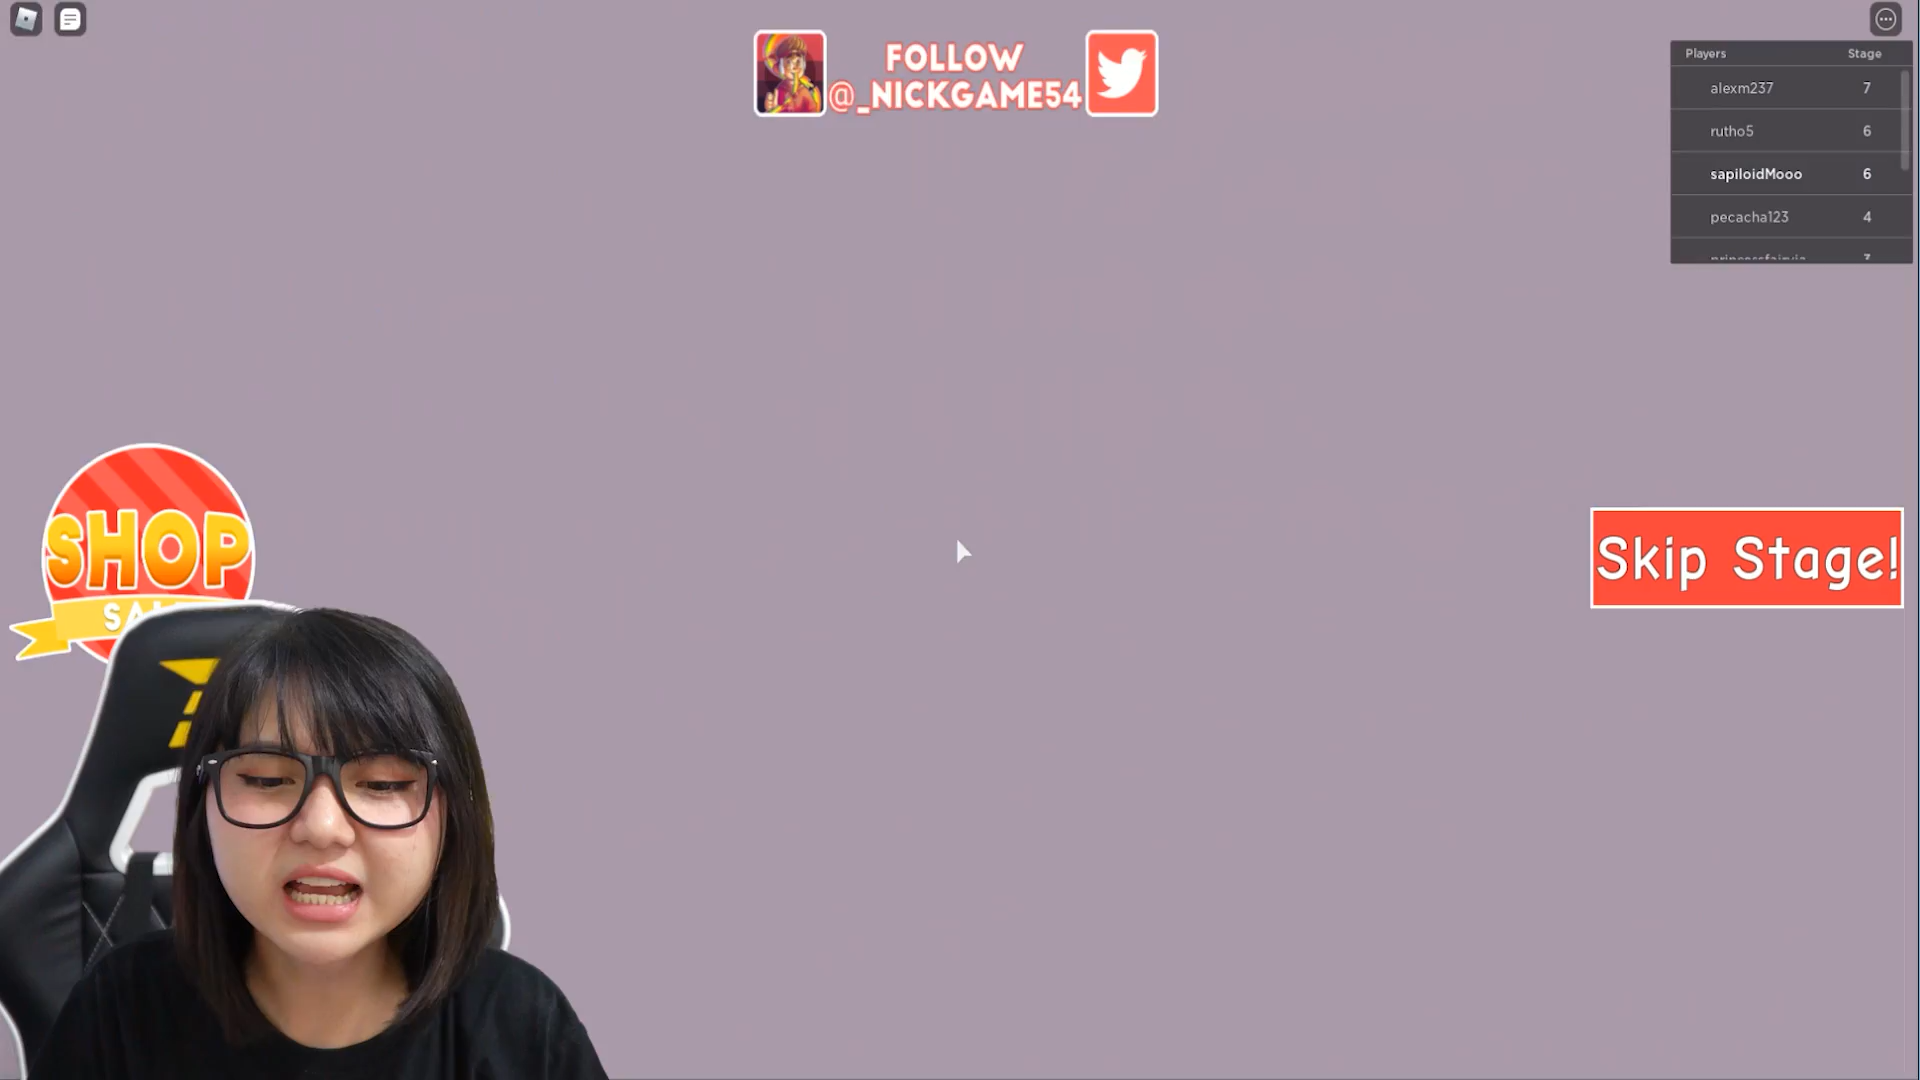 FOLLOW
@_NICKGAME54
Players Stage
alexm237 7
rutho5 6
sapiloidMooo 6
pecacha123 4
SHOP
Skip Stage!